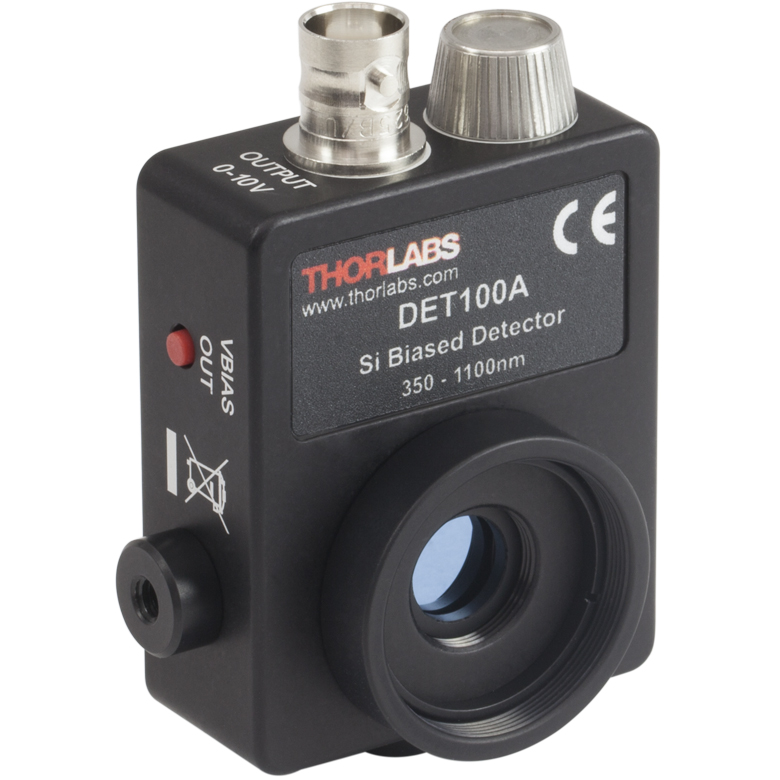 OUTPUT
0-10V
THORLABS
www.thorlabs.com
DET100A
Si Biased Detector
350 - 1100nm
CE
VBIAS
OUT